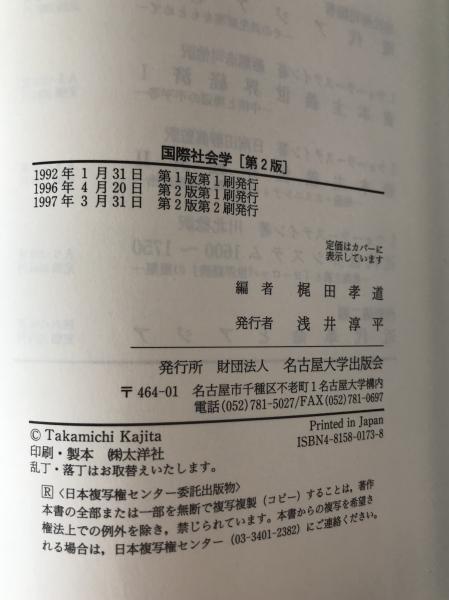 国際社会学［第2版］
1992年 1月31日 第1版第1刷発行
1996年 4月20日 第2版第1刷発行
1997年 3月31日 第2版第2刷発行
定価はカバーに
表示しています
編者 梶田孝道
発行者 浅井淳平
発行所 財団法人 名古屋大学出版会
〒464-01 名古屋市千種区不老町1名古屋大学構内
電話(052)781-5027/FAX(052)781-0697
© Takamichi Kajita
Printed in Japan
印刷・製本 ㈱太洋社
ISBN4-8158-0173-8
乱丁・落丁はお取替えいたします。
Ⓡ〈日本複写権センター委託出版物〉
本書の全部または一部を無断で複写複製（コピー）することは，著作
権法上での例外を除き，禁じられています。本書からの複写を希望さ
れる場合は，日本複写権センター（03-3401-2382）にご連絡ください。